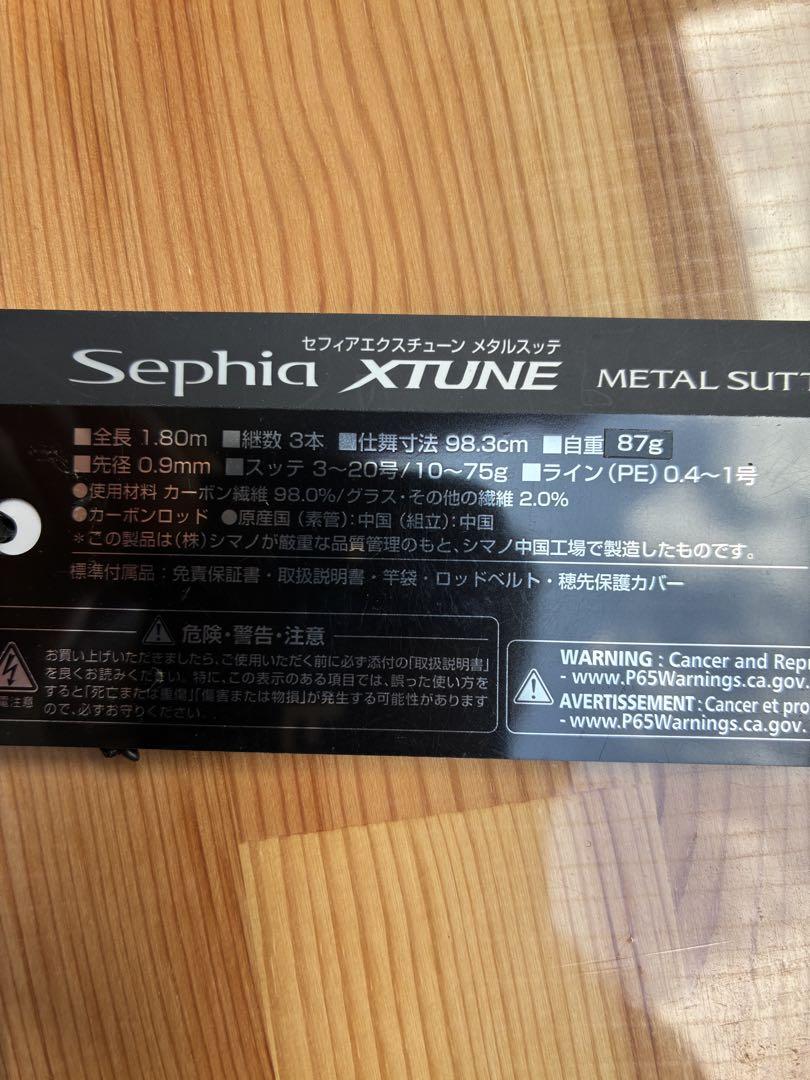 セフィアエクスチューン メタルスッテ
Sephia XTUNE METAL SUTT
■全長 1.80m ■継数 3本 ■仕舞寸法 98.3cm ■自重 87g
■先径 0.9mm ■スッテ 3〜20号/10〜75g ■ライン(PE)0.4〜1号
●使用材料 カーボン繊維 98.0%/グラス・その他の繊維 2.0%
●カーボンロッド ●原産国(素管):中国(組立):中国
*この製品は(株)シマノが厳重な品質管理のもと、シマノ中国工場で製造したものです。
標準付属品:免責保証書・取扱説明書・竿袋・ロッドベルト・穂先保護カバー
危険・警告・注意
お買い上げいただきましたら、ご使用いただく前に必ず添付の「取扱説明書」
を良くお読みください。特に、この表示のある項目では、誤った使い方を
すると「死亡または重傷」「傷害または物損」が発生する可能性があります
ので、必ずお守りください。
電注意
WARNING : Cancer and Repr
- www.P65Warnings.ca.gov.
AVERTISSEMENT : Cancer et pro
- www.P65Warnings.ca.gov.